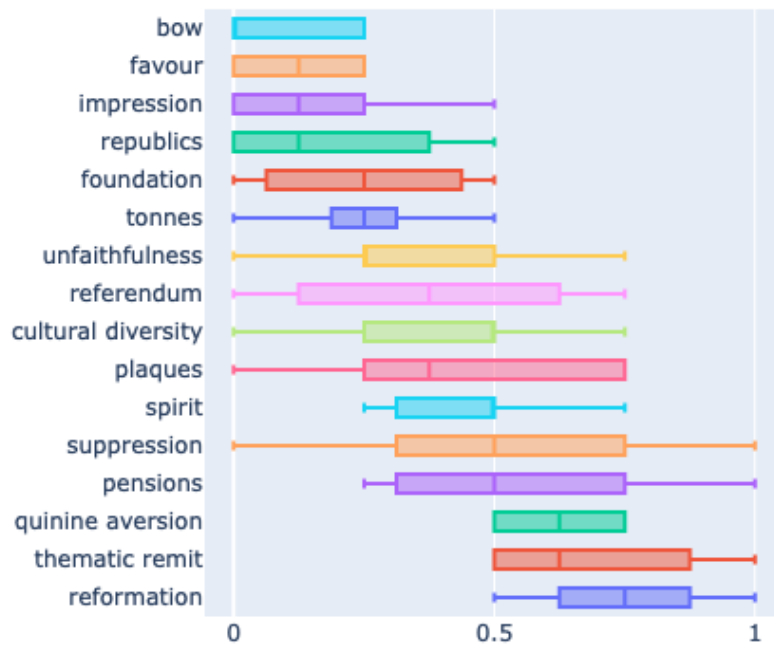 bow
favour
impression
republics
foundation
tonnes
unfaithfulness
referendum
cultural diversity
plaques
spirit
suppression
pensions
quinine aversion
thematic remit
reformation
0 0.5 1